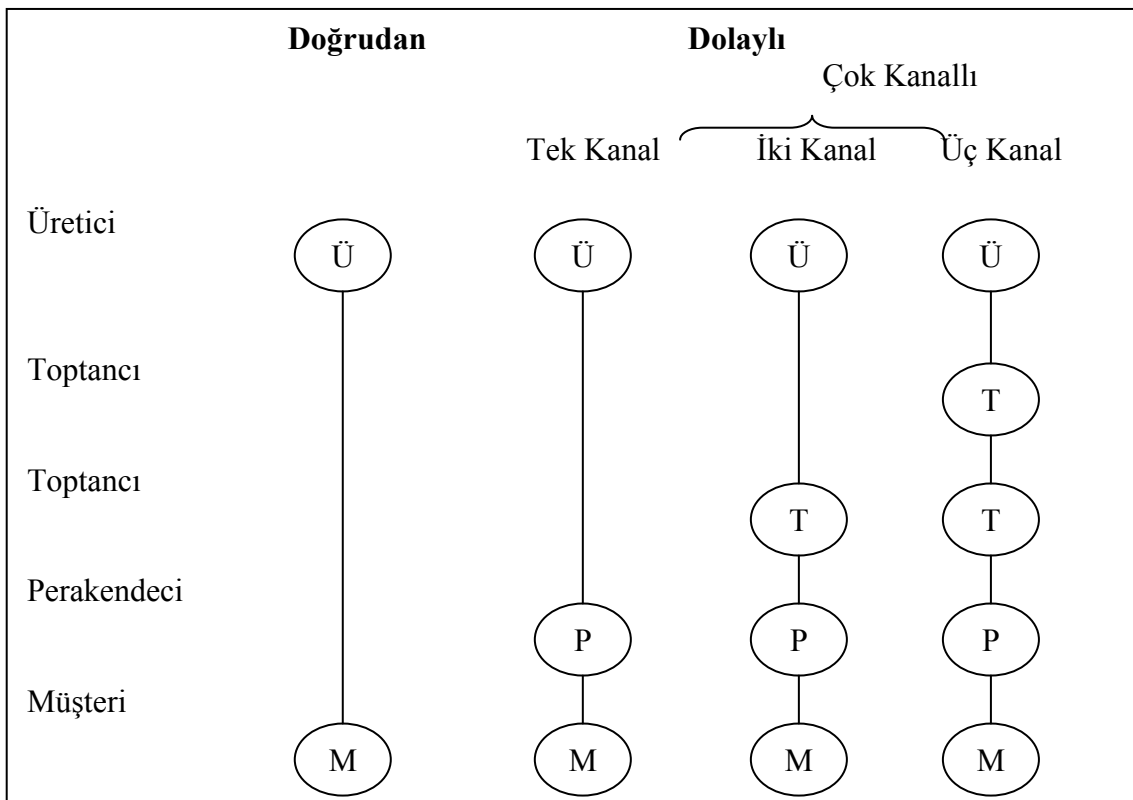 Doğrudan Dolaylı
Çok Kanallı
Tek Kanal İki Kanal Üç Kanal
Üretici
Ü Ü Ü Ü
Toptancı
T
Toptancı
T T
Perakendeci
P P P
Müşteri
M M M M